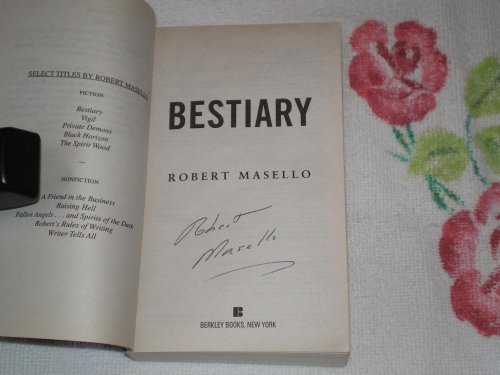 SELECT TITLES BY ROBERT MASELLO
FICTION
Bestiary
Vigil
Private Demons
Black Horizon
The Spirit Wood
NONFICTION
A Friend in the Business
Raising Hell
Fallen Angels . . . and Spirits of the Dark
Robert's Rules of Writing
Writer Tells All
BESTIARY
ROBERT MASELLO
Robert
Masello
B
BERKLEY BOOKS, NEW YORK